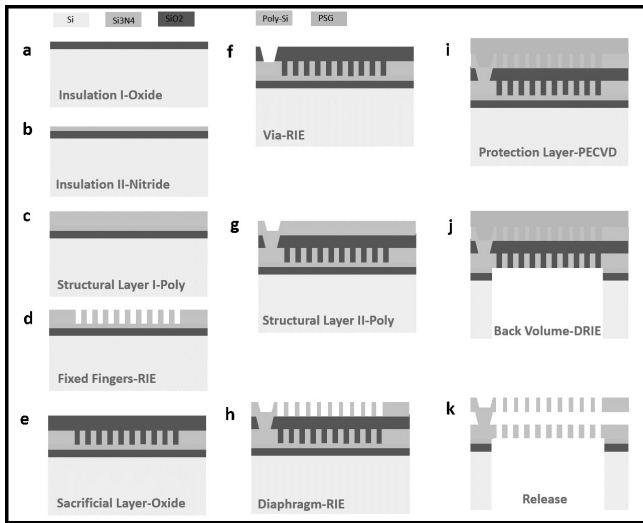 Si Si3N4 SiO2 Poly-Si PSG
a
Insulation I-Oxide
b
Insulation II-Nitride
c
Structural Layer I-Poly
d
Fixed Fingers-RIE
e
Sacrificial Layer-Oxide
f
Via-RIE
g
Structural Layer II-Poly
h
Diaphragm-RIE
i
Protection Layer-PECVD
j
Back Volume-DRIE
k
Release